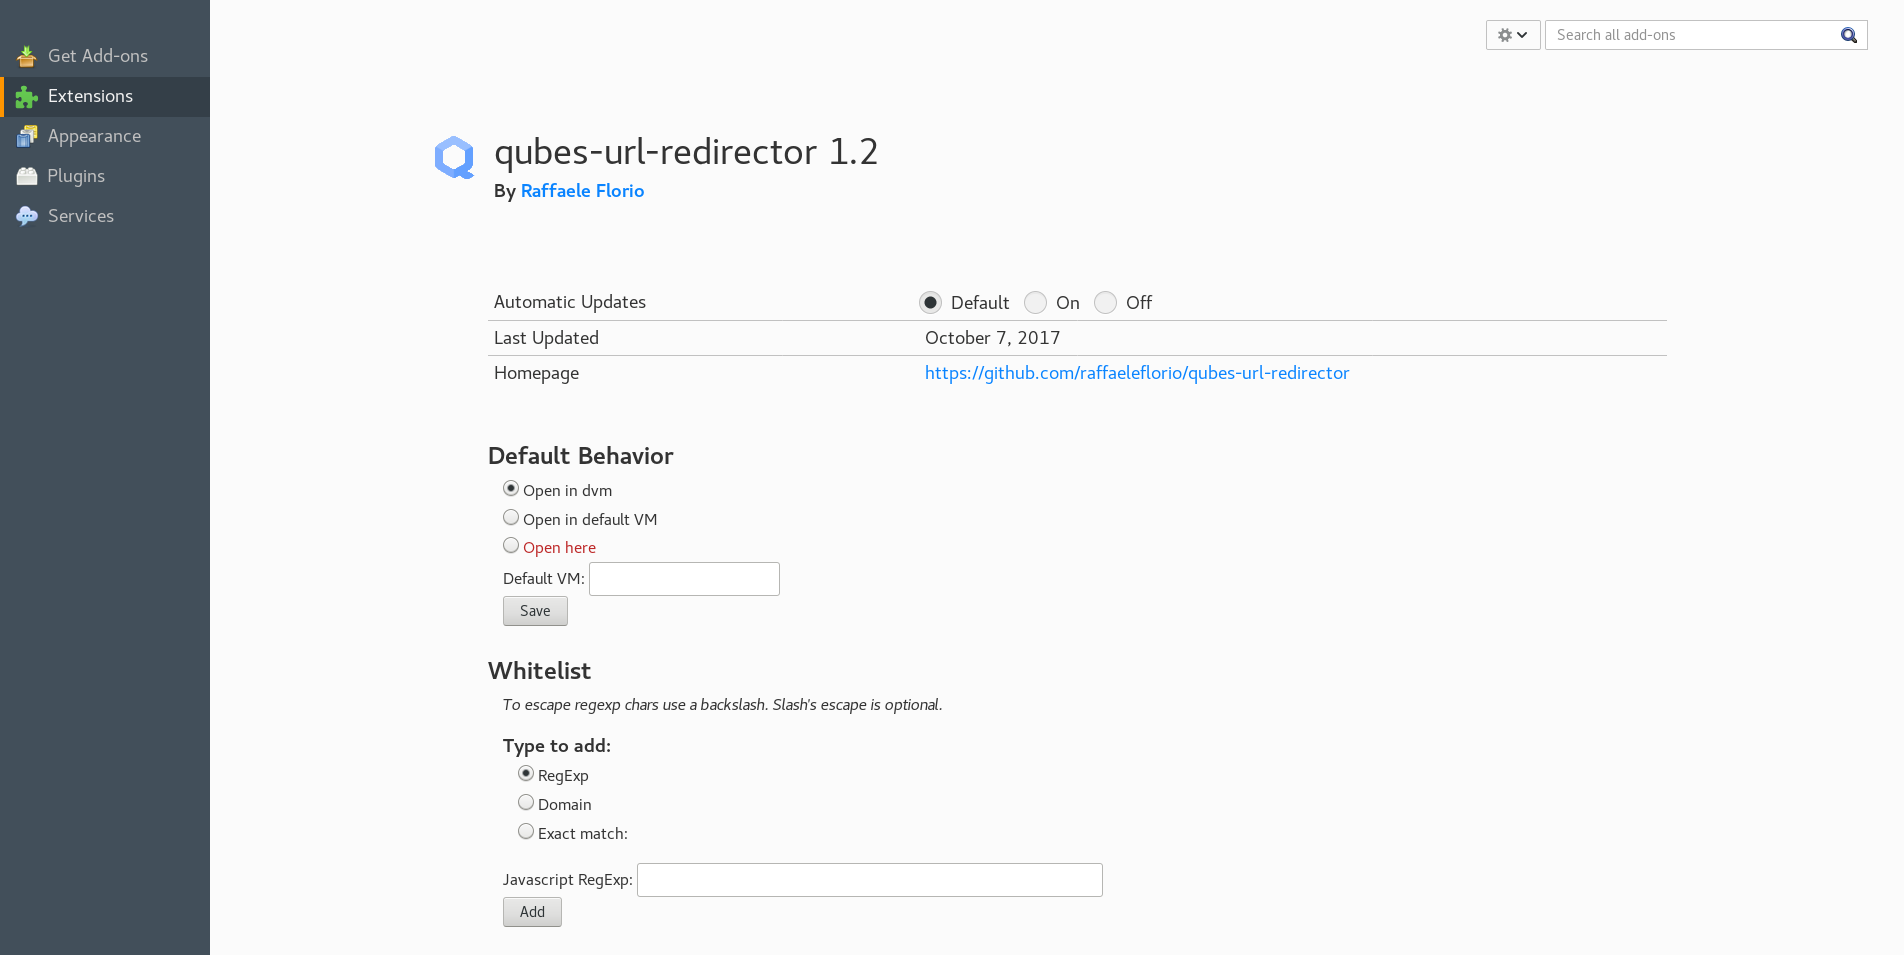 Get Add-ons
Extensions
Appearance
Plugins
Services
Search all add-ons
qubes-url-redirector 1.2
By Raffaele Florio
Automatic Updates Default On Off
Last Updated October 7, 2017
Homepage https://github.com/raffaeleflorio/qubes-url-redirector
Default Behavior
Open in dvm
Open in default VM
Open here
Default VM:
Save
Whitelist
To escape regexp chars use a backslash. Slash's escape is optional.
Type to add:
RegExp
Domain
Exact match:
Javascript RegExp:
Add